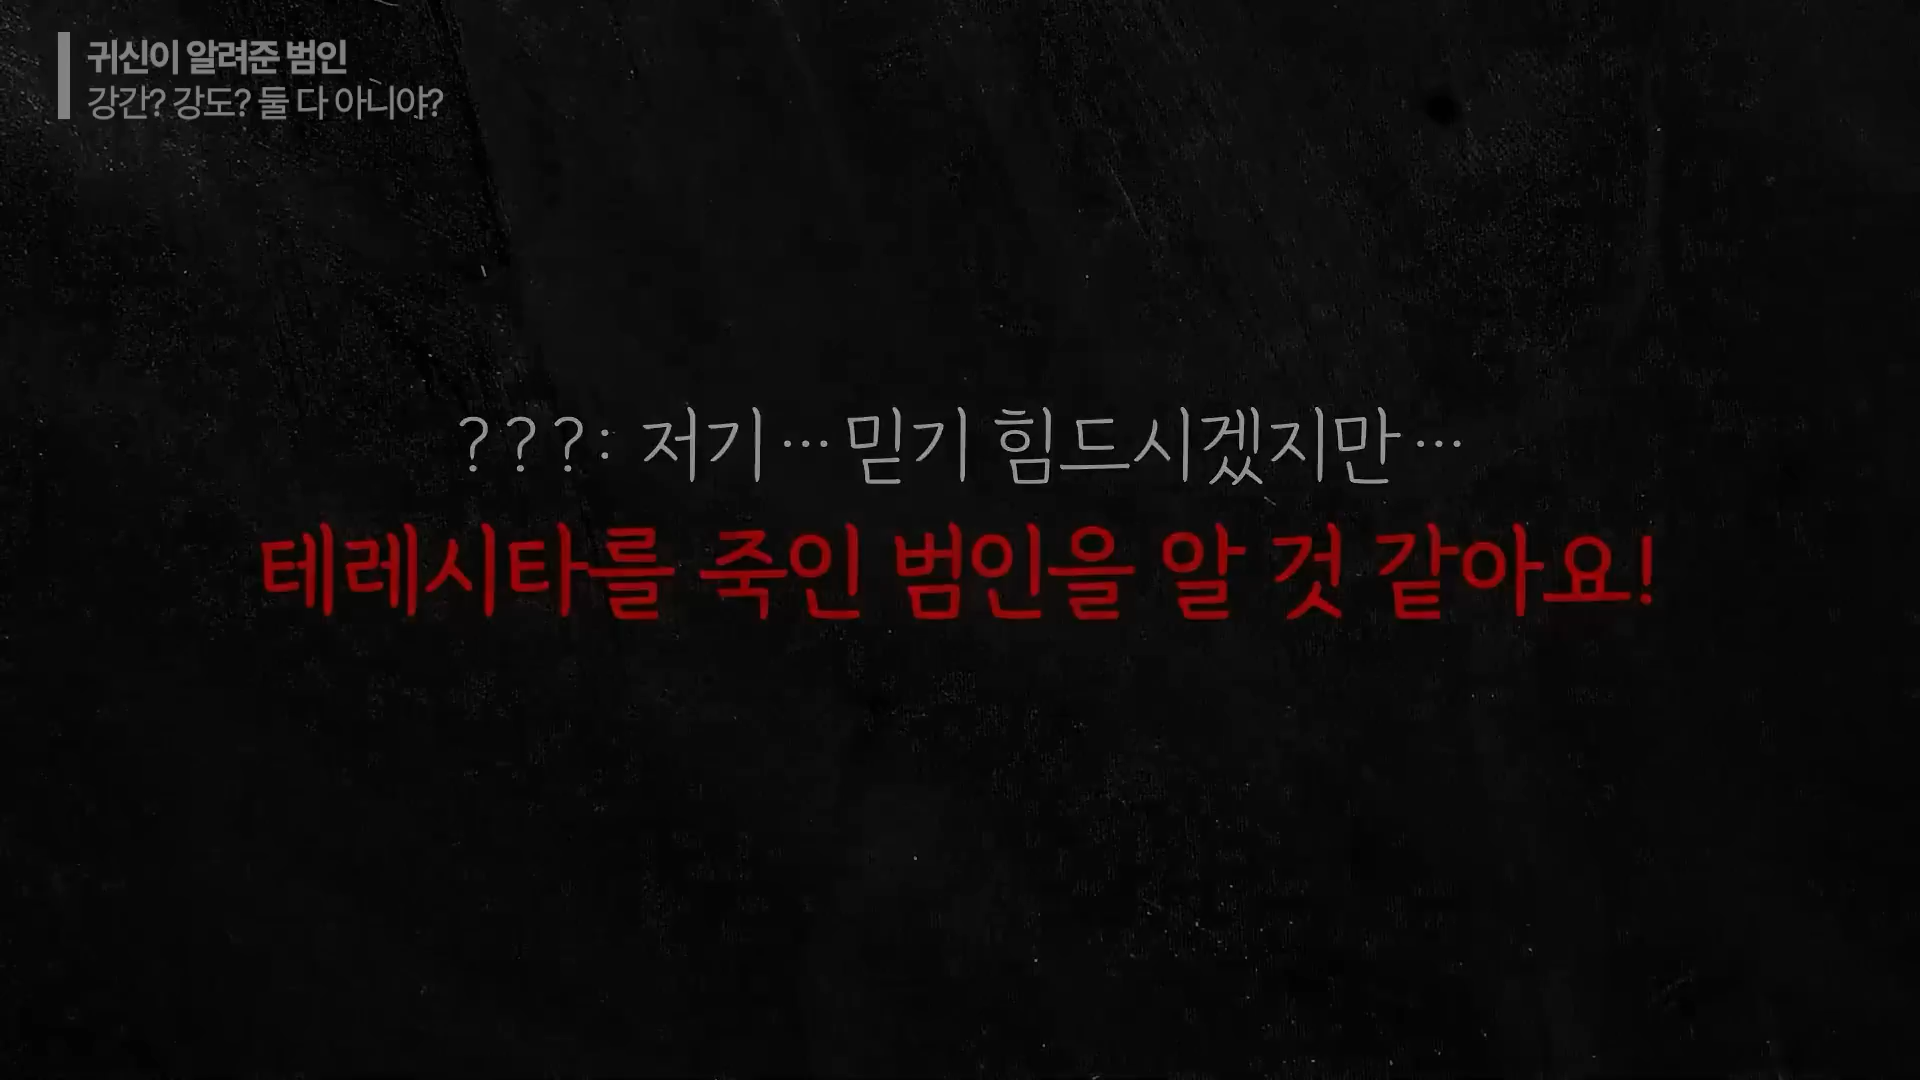 귀신이 알려준 범인
강간? 강도? 둘 다 아니야?
???: 저기…믿기 힘드시겠지만…
테레시타를 죽인 범인을 알 것 같아요!